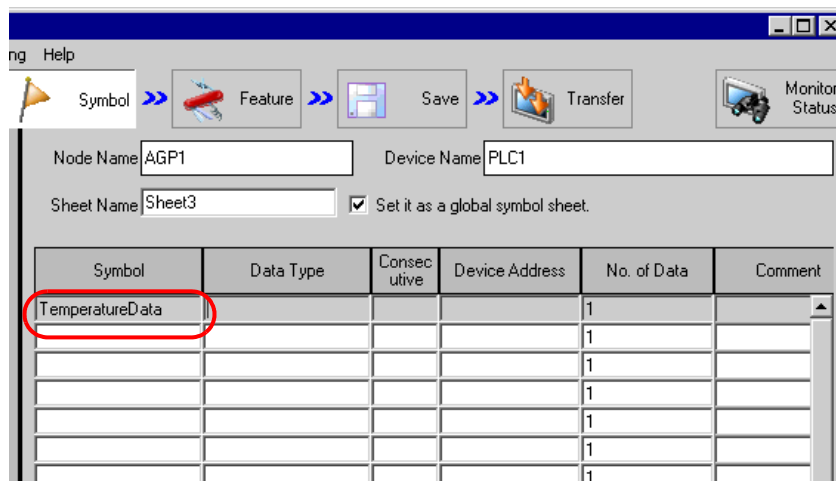 ng Help
Symbol Feature Save Transfer Monitor Status
Node Name AGP1 Device Name PLC1
Sheet Name Sheet3 Set it as a global symbol sheet.
Symbol Data Type Consec utive Device Address No. of Data Comment
TemperatureData 1
1
1
1
1
1
1